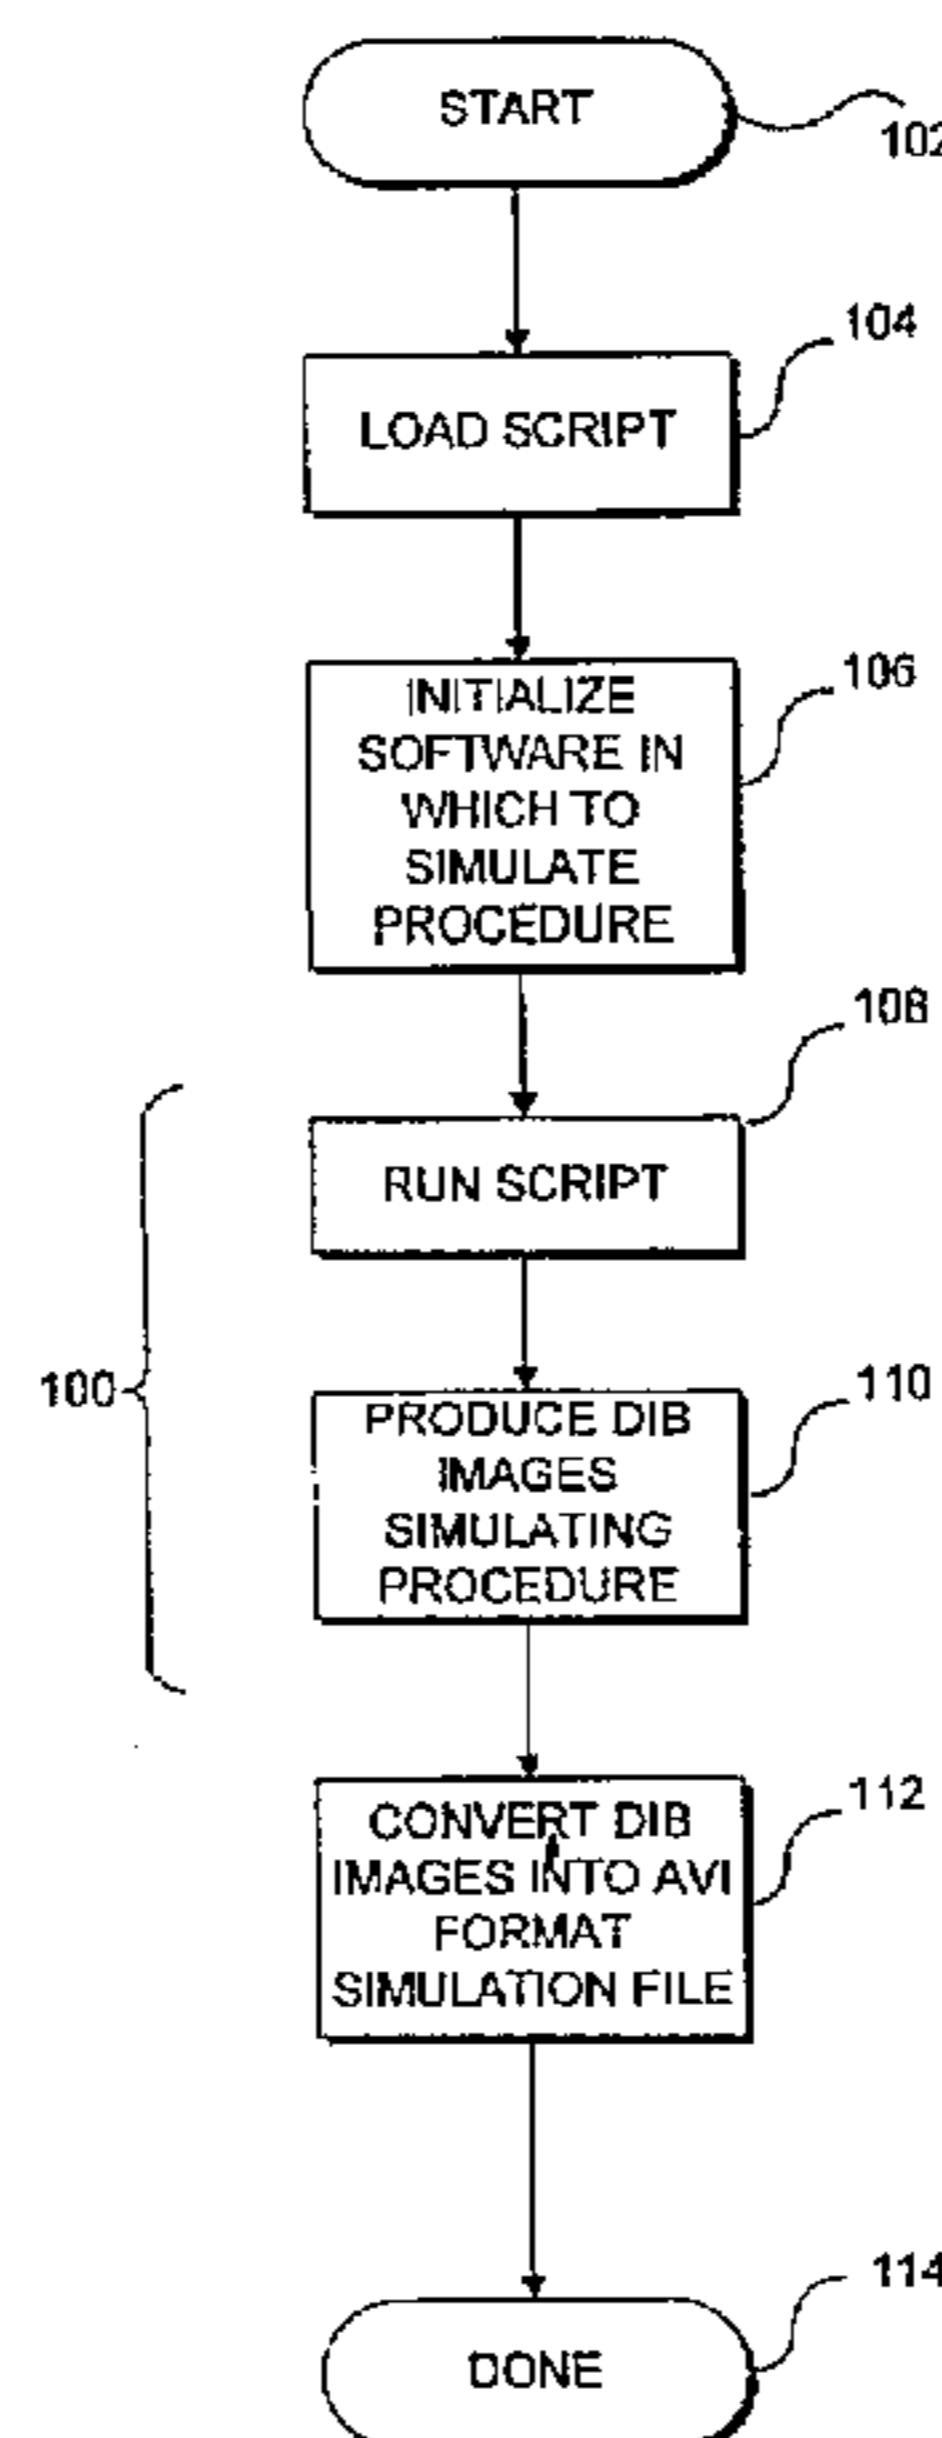 START
102
104
LOAD SCRIPT
106
INITIALIZE
SOFTWARE IN
WHICH TO
SIMULATE
PROCEDURE
108
RUN SCRIPT
100
110
PRODUCE DIB
IMAGES
SIMULATING
PROCEDURE
112
CONVERT DIB
IMAGES INTO AVI
FORMAT
SIMULATION FILE
114
DONE